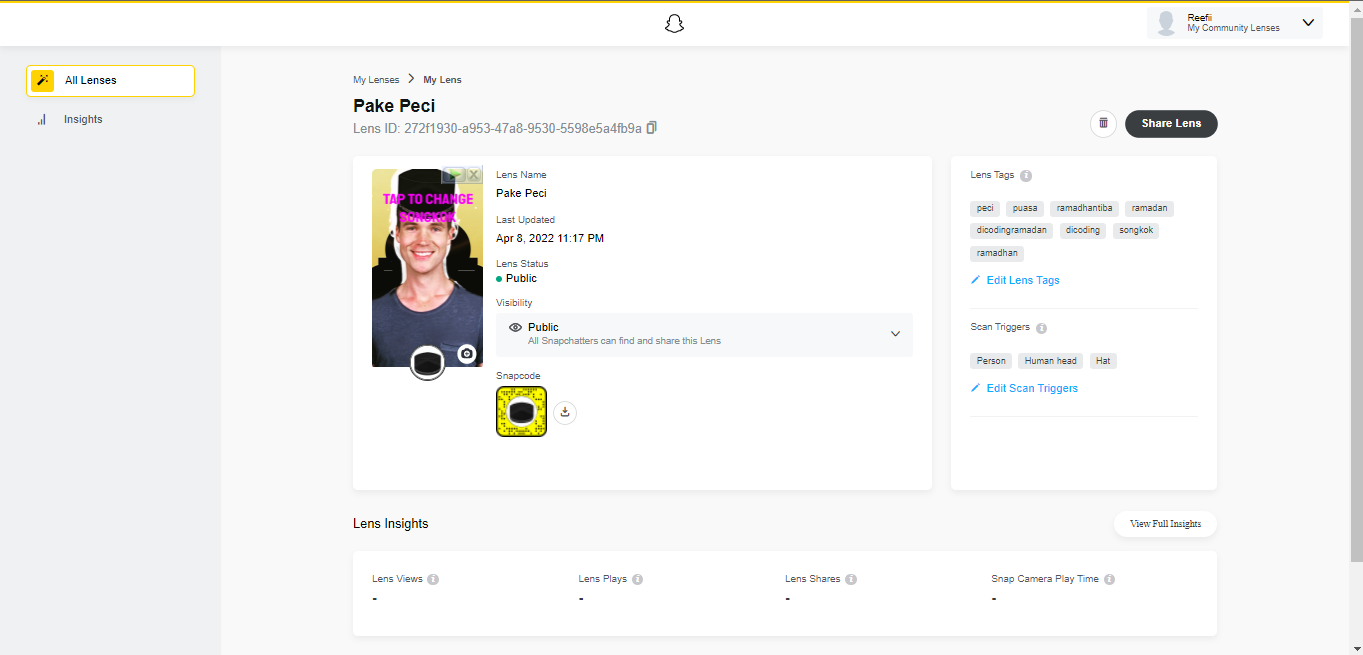 Reefii
My Community Lenses
All Lenses
Insights
My Lenses > My Lens
Pake Peci
Lens ID: 272f1930-a953-47a8-9530-5598e5a4fb9a
Share Lens
TAP TO CHANGE
SONGKOK
Lens Name
Pake Peci
Last Updated
Apr 8, 2022 11:17 PM
Lens Status
Public
Visibility
Public
All Snapchatters can find and share this Lens
Snapcode
Lens Tags
peci puasa ramadhantiba ramadan
dicodingramadan dicoding songkok
ramadhan
Edit Lens Tags
Scan Triggers
Person Human head Hat
Edit Scan Triggers
Lens Insights
View Full Insights
Lens Views Lens Plays Lens Shares Snap Camera Play Time
- - - -